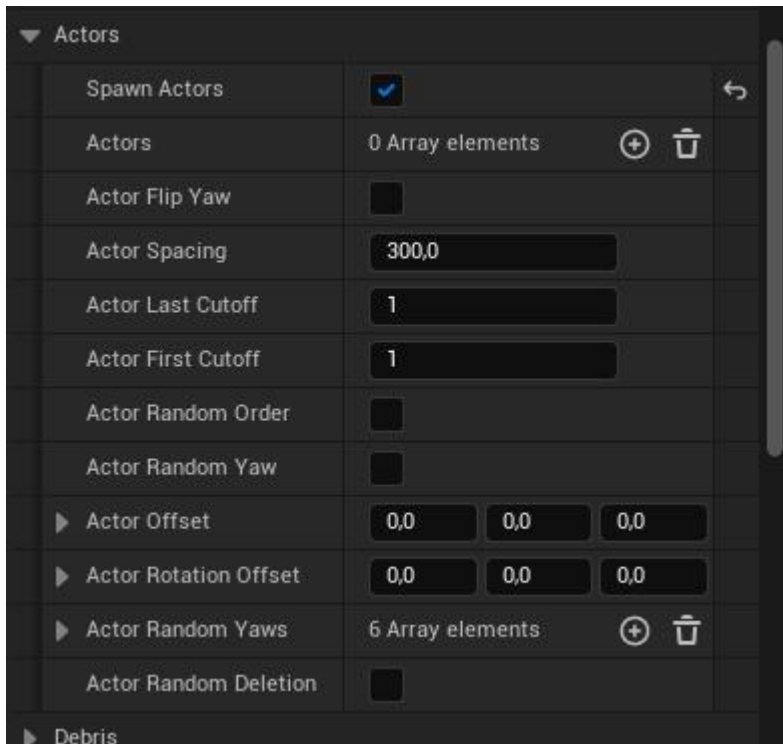 Actors
Spawn Actors
Actors 0 Array elements
Actor Flip Yaw
Actor Spacing 300,0
Actor Last Cutoff 1
Actor First Cutoff 1
Actor Random Order
Actor Random Yaw
Actor Offset 0,0 0,0 0,0
Actor Rotation Offset 0,0 0,0 0,0
Actor Random Yaws 6 Array elements
Actor Random Deletion
Debris